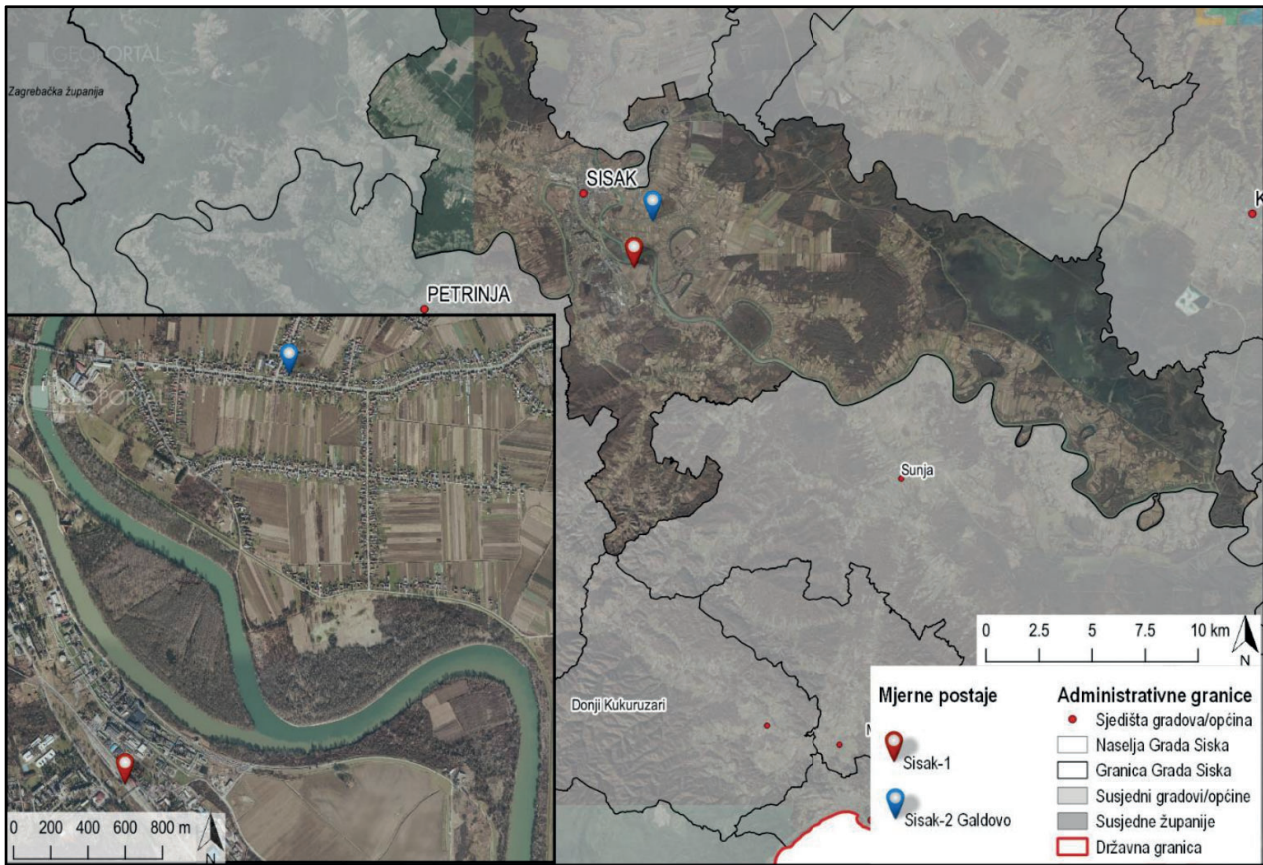 GEOPORTAL
Zagrebačka županija
SISAK
K
PETRINJA
GEOPORTAL
Sunja
0 2.5 5 7.5 10 km
N
Donji Kukuruzari
Mjerne postaje
Sisak-1
Sisak-2 Galdovo
Administrativne granice
Sjedišta gradova/općina
Naselja Grada Siska
Granica Grada Siska
Susjedni gradovi/općine
Susjedne županije
Državna granica
0 200 400 600 800 m
N